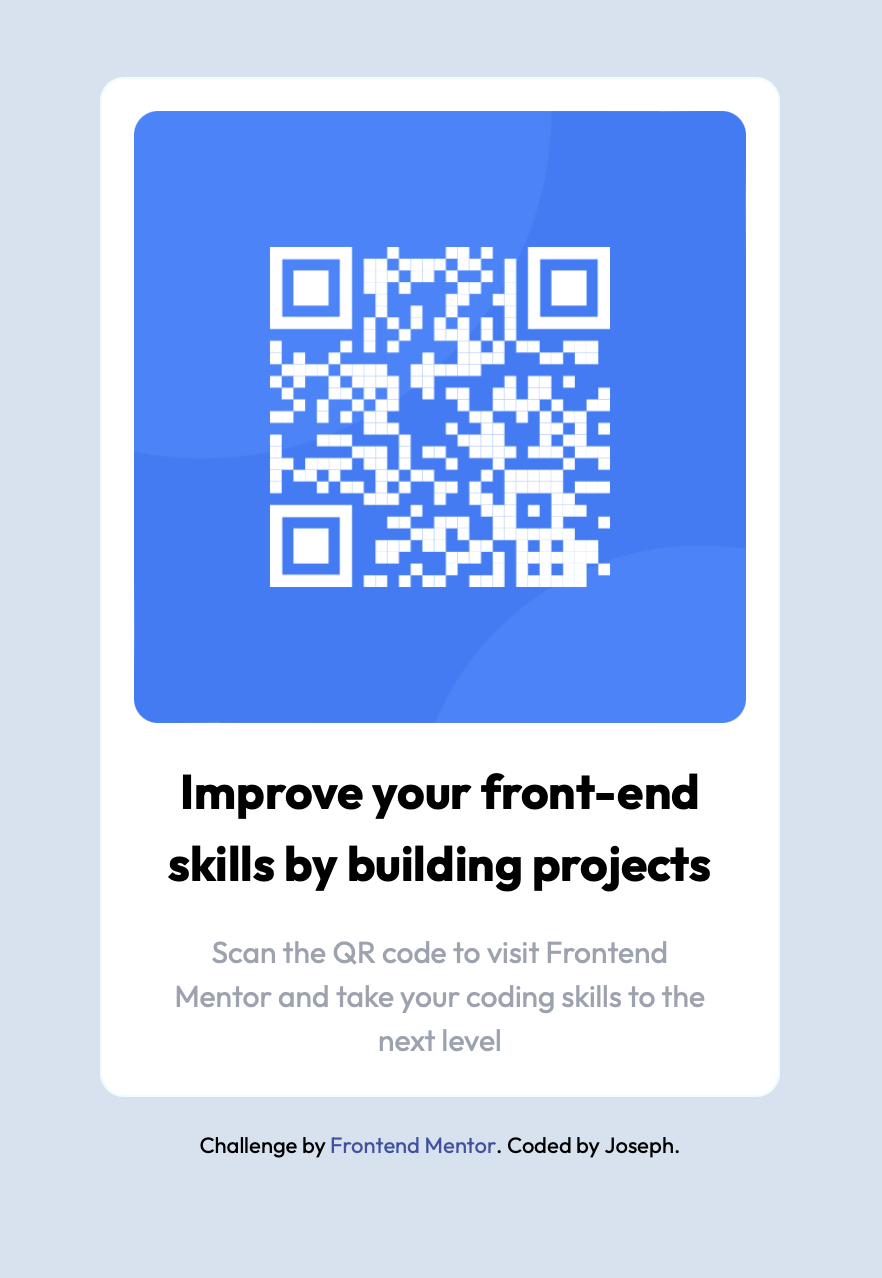 Improve your front-end
skills by building projects
Scan the QR code to visit Frontend
Mentor and take your coding skills to the
next level
Challenge by Frontend Mentor. Coded by Joseph.